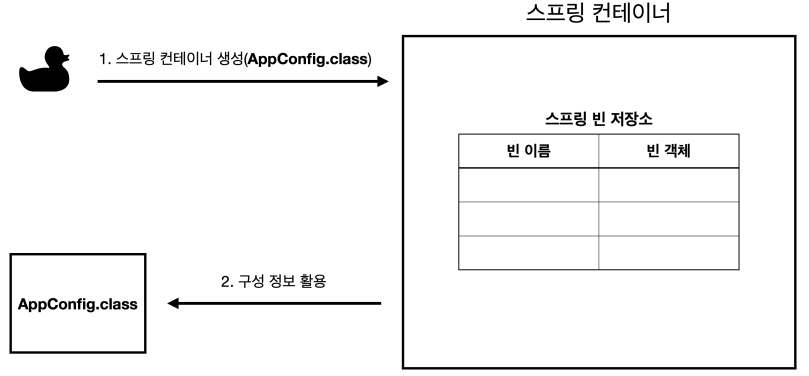 스프링 컨테이너
1. 스프링 컨테이너 생성(AppConfig.class)
스프링 빈 저장소
빈 이름
빈 객체
2. 구성 정보 활용
AppConfig.class